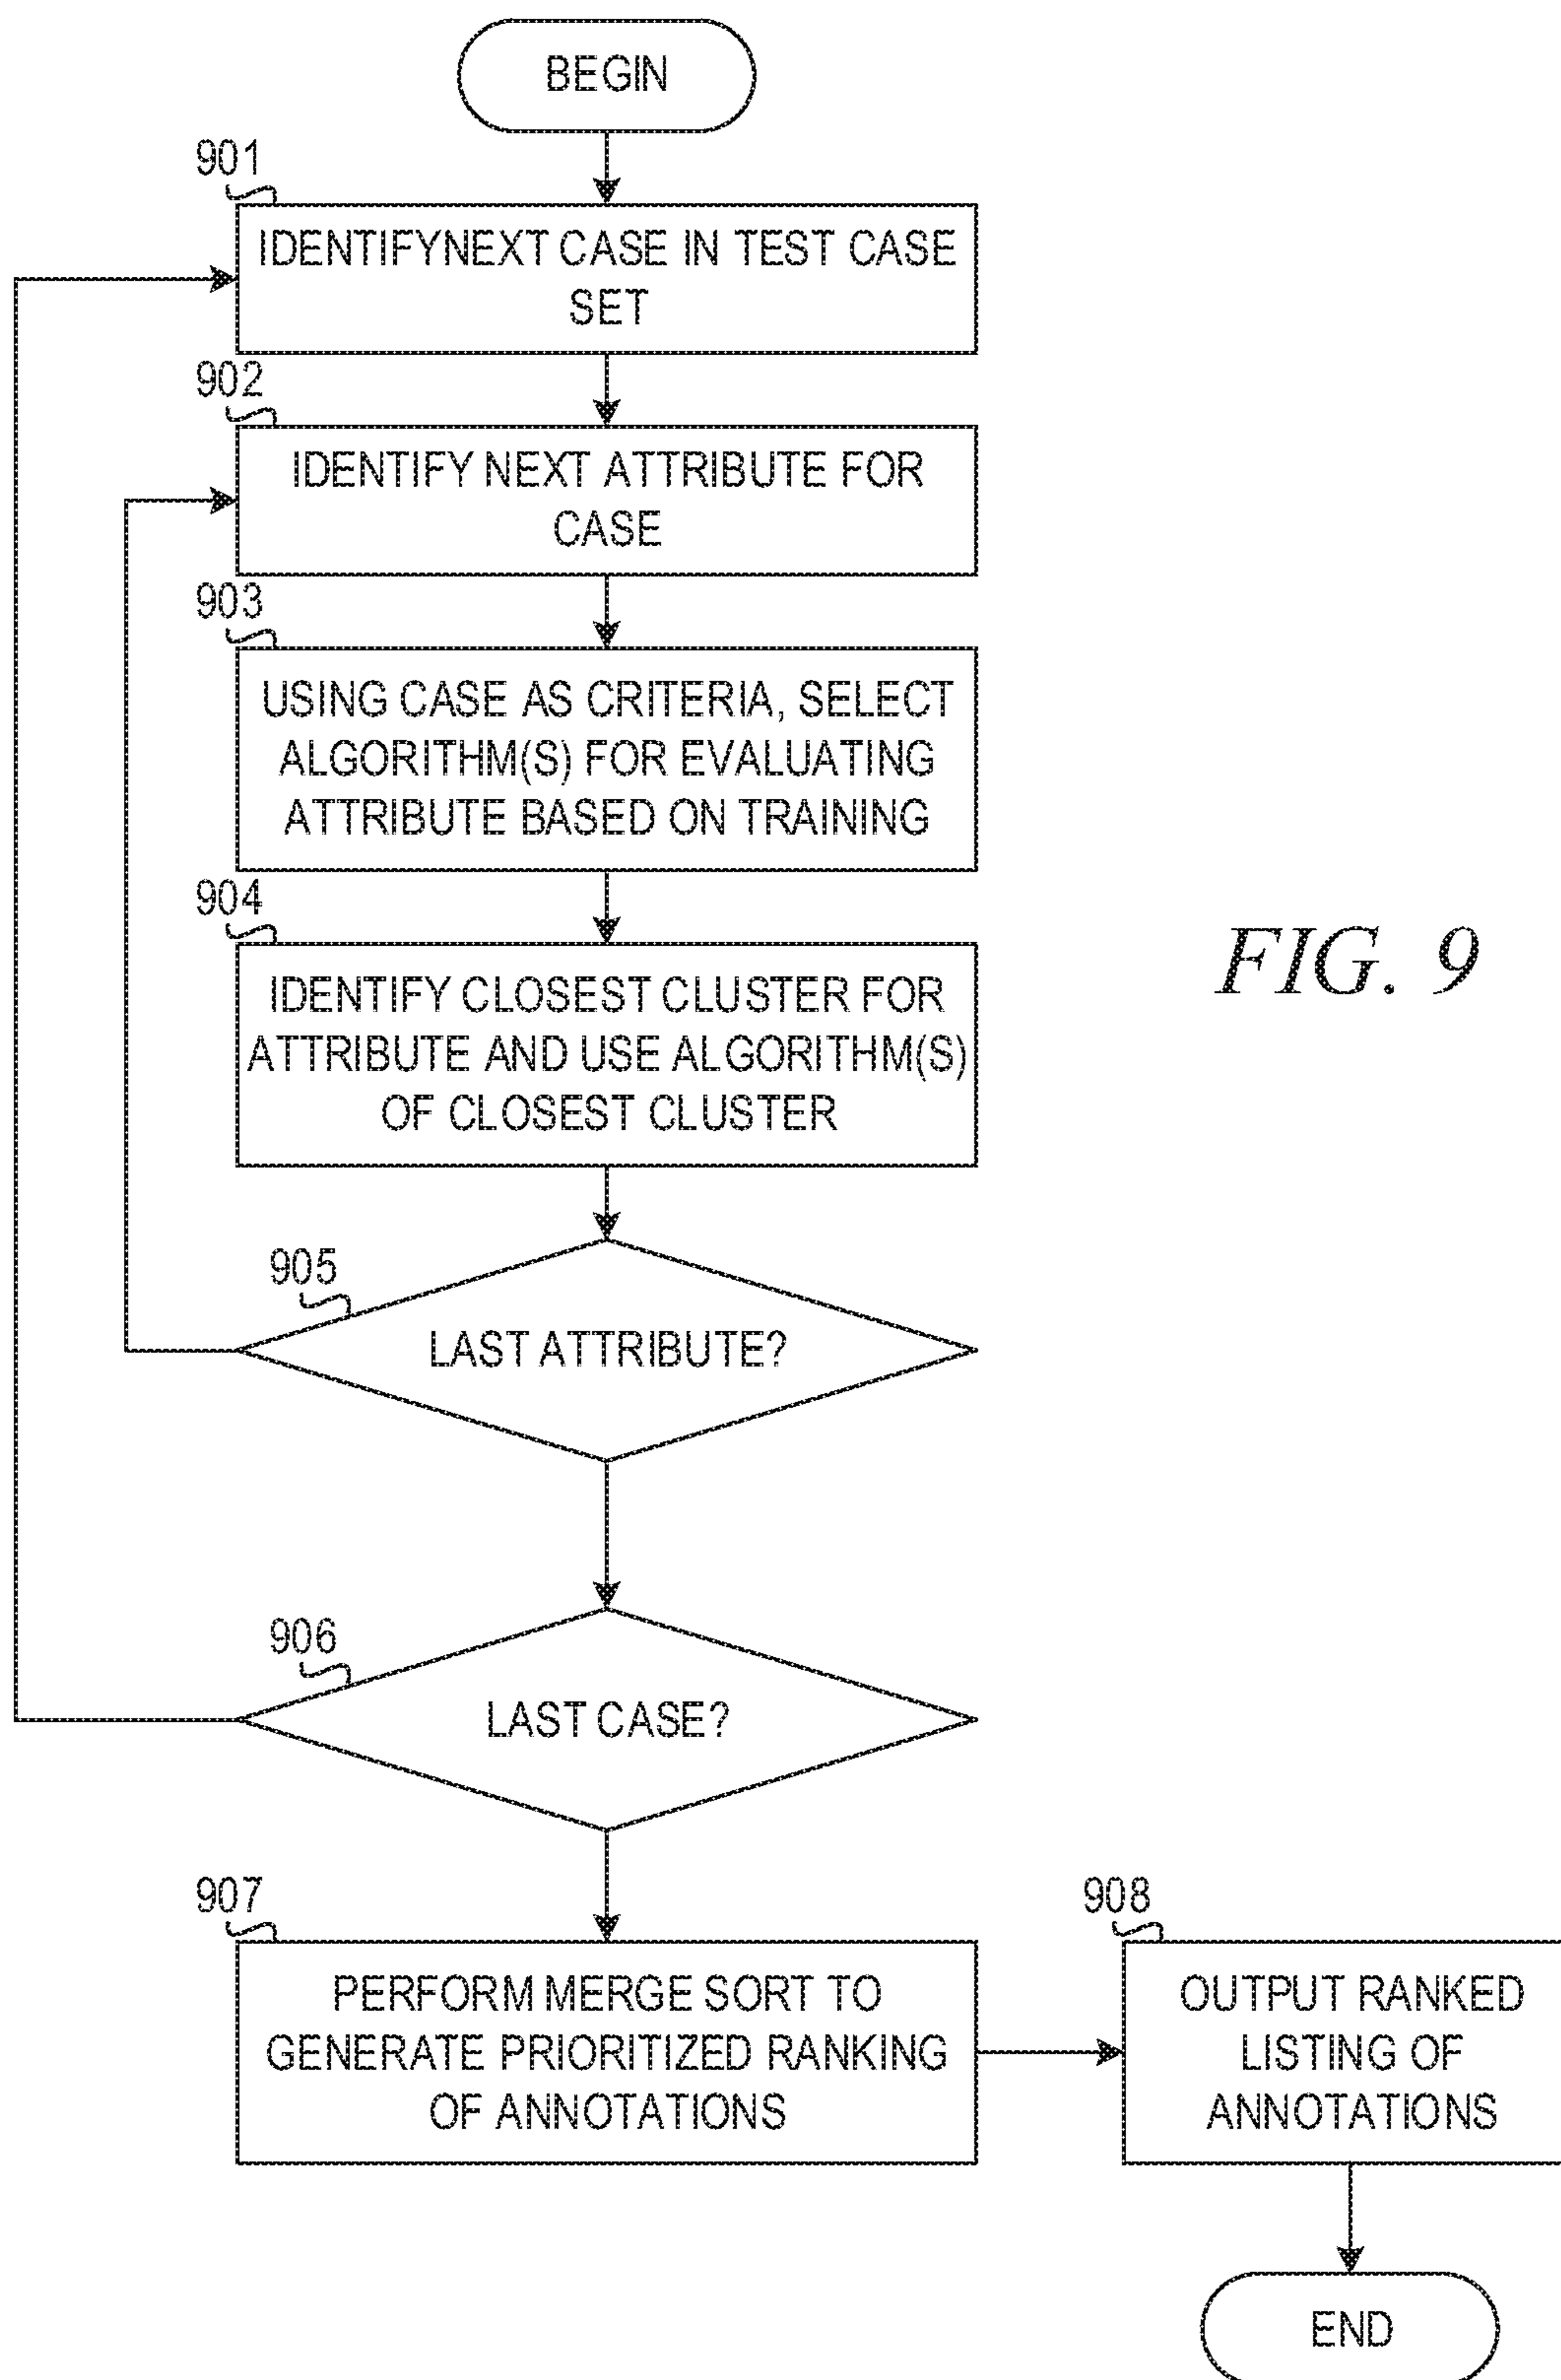 BEGIN
901
IDENTIFYNEXT CASE IN TEST CASE
SET
902
IDENTIFY NEXT ATTRIBUTE FOR
CASE
903
USING CASE AS CRITERIA, SELECT
ALGORITHM(S) FOR EVALUATING
ATTRIBUTE BASED ON TRAINING
904
IDENTIFY CLOSEST CLUSTER FOR
ATTRIBUTE AND USE ALGORITHM(S)
OF CLOSEST CLUSTER
FIG. 9
905
LAST ATTRIBUTE?
906
LAST CASE?
907
PERFORM MERGE SORT TO
GENERATE PRIORITIZED RANKING
OF ANNOTATIONS
908
OUTPUT RANKED
LISTING OF
ANNOTATIONS
END